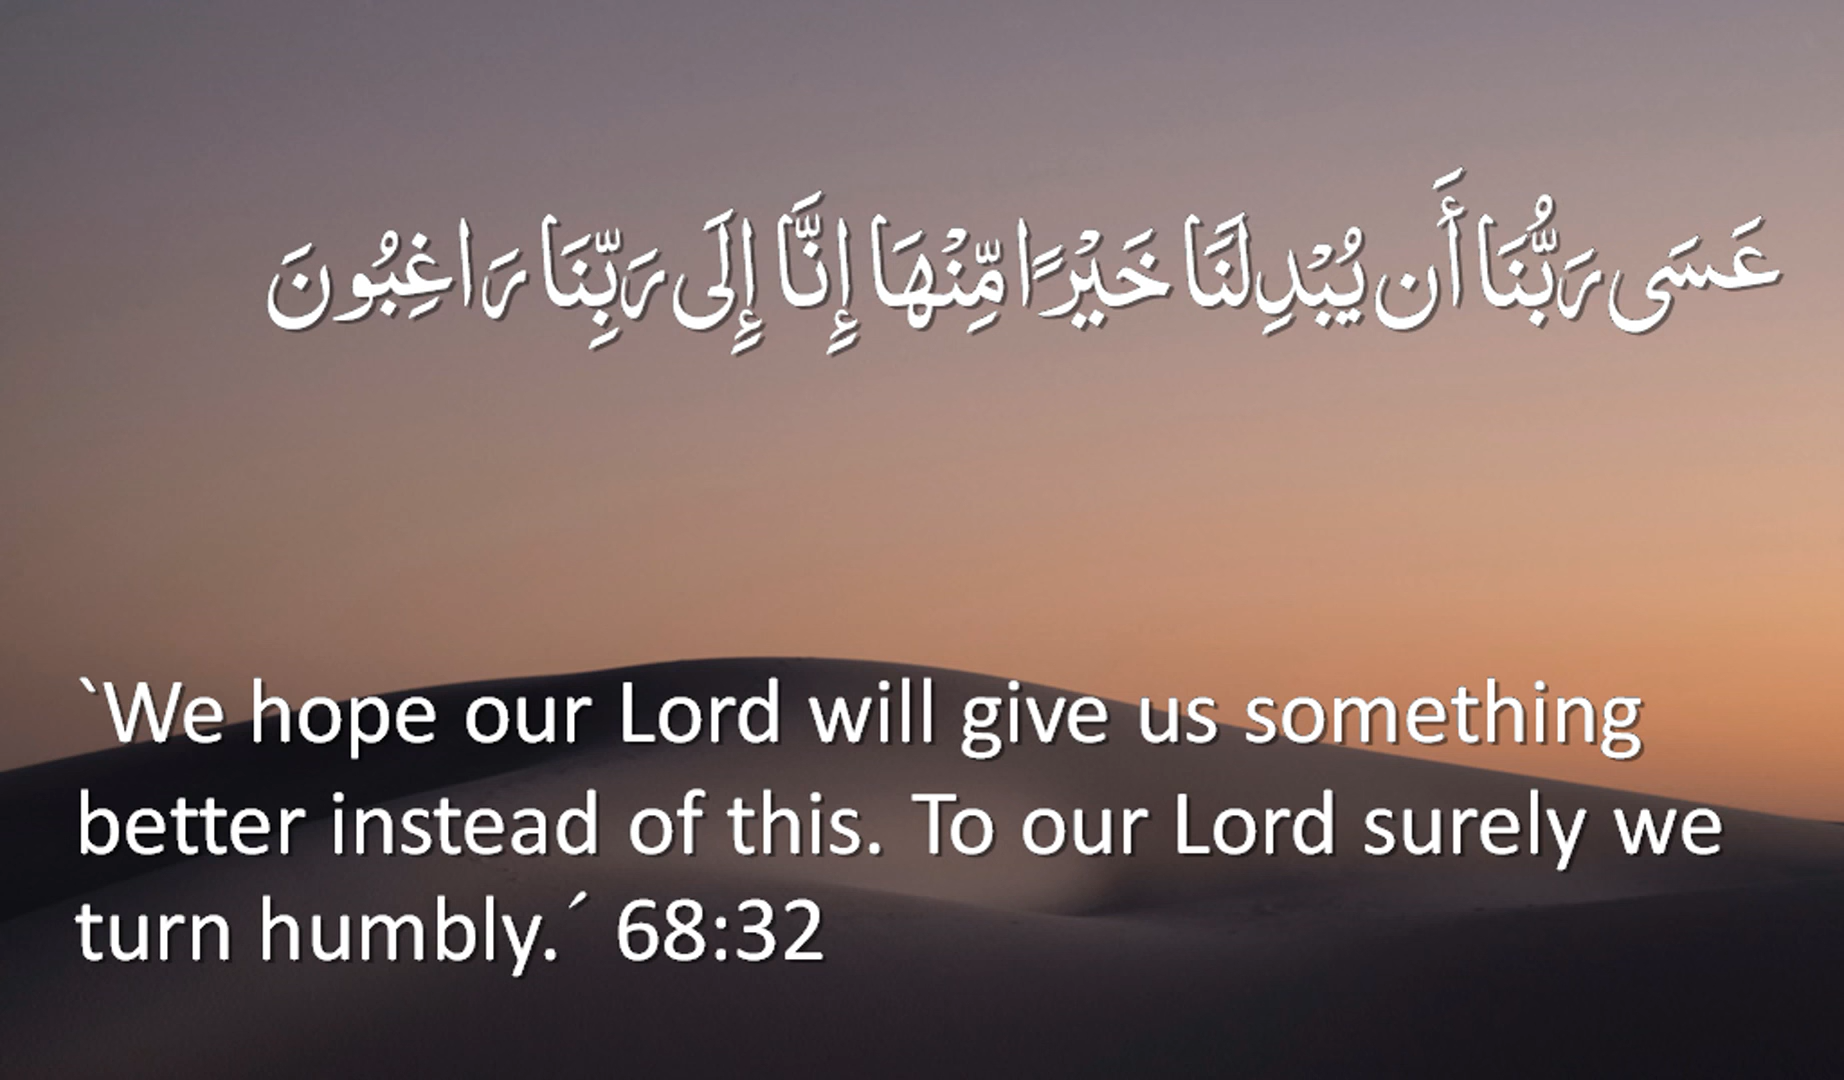 عَسَى رَبُّنَا أَن يُبْدِلَنَا خَيْرًا مِّنْهَا إِنَّا إِلَى رَبِّنَا رَاغِبُونَ
`We hope our Lord will give us something
better instead of this. To our Lord surely we
turn humbly.´ 68:32